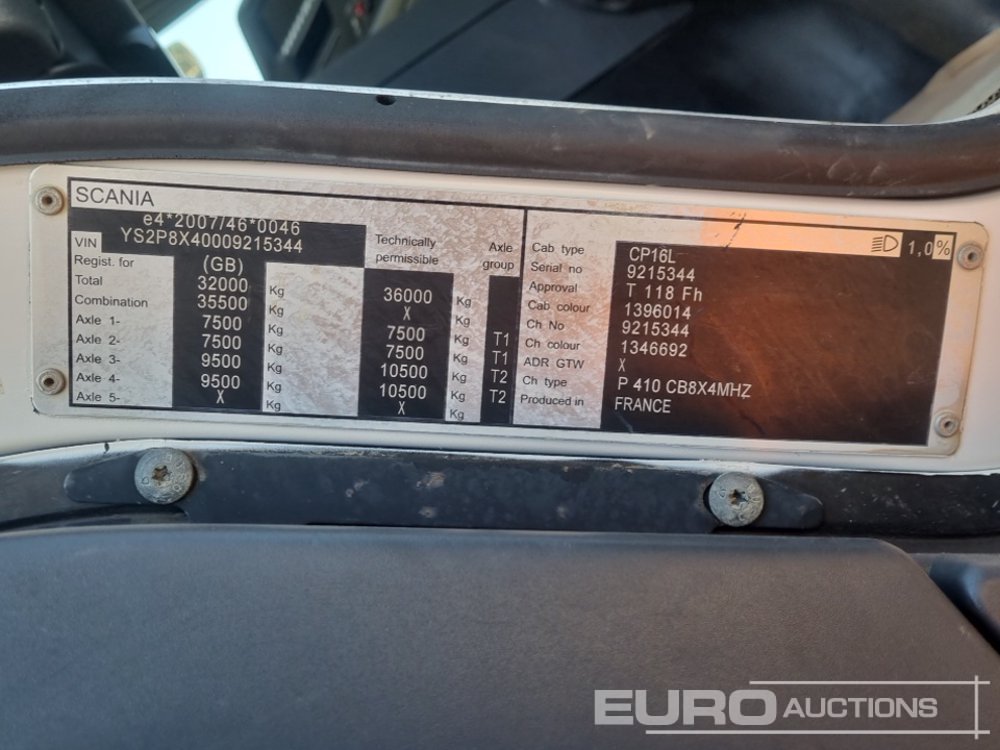 SCANIA
e4*2007/46*0046
VIN YS2P8X40009215344
Technically permissible
Axle group
Regist. for (GB)
Total 32000 Kg 36000 Kg
Combination 35500 Kg X Kg
Axle 1- 7500 Kg 7500 Kg T1
Axle 2- 7500 Kg 7500 Kg T1
Axle 3- 9500 Kg 10500 Kg T2
Axle 4- 9500 Kg 10500 Kg T2
Axle 5- X Kg X Kg
1,0%
Cab type CP16L
Serial no 9215344
Approval T 118 Fh
Cab colour 1396014
Ch No 9215344
Ch colour 1346692
ADR GTW X
Ch type P 410 CB8X4MHZ
Produced in FRANCE
EURO AUCTIONS